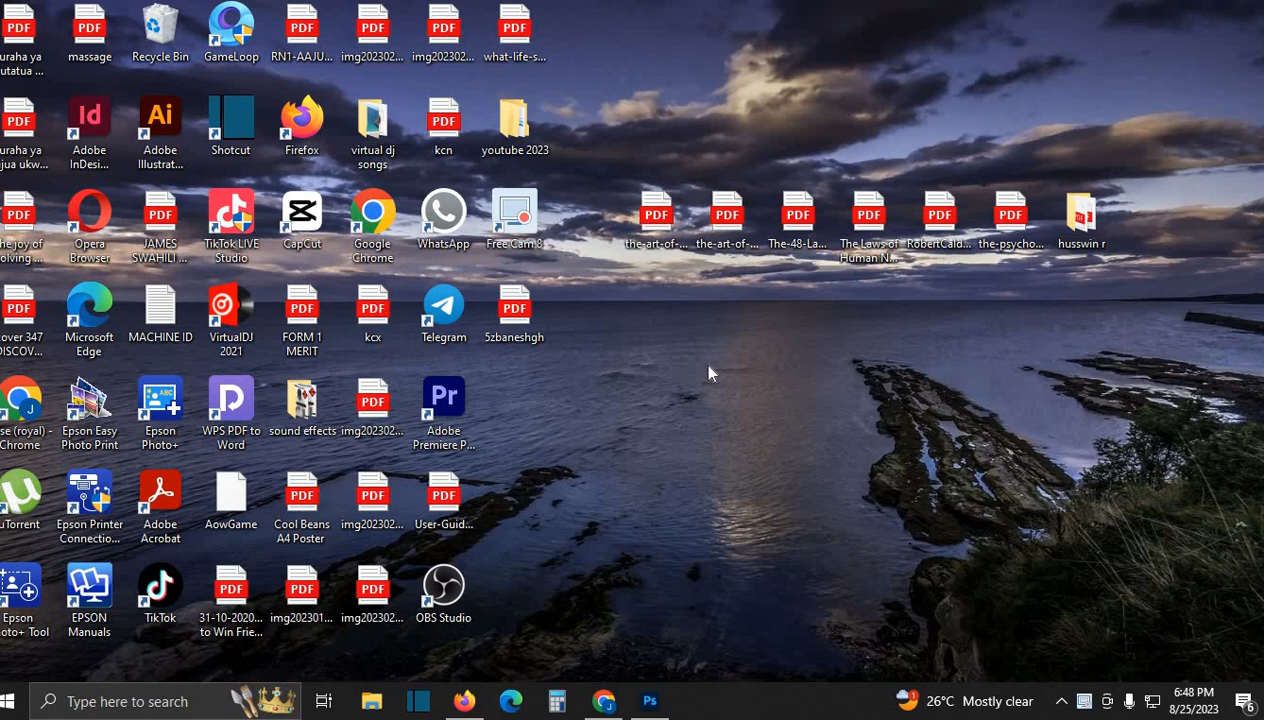 PDF PDF PDF PDF PDF PDF
uraha ya
utatua ...
massage
Recycle Bin
GameLoop
RN1-AAJU...
img202302...
img202302...
what-life-s...
PDF Id Ai PDF
uraha ya
jua ukw...
Adobe
InDesi...
Adobe
Illustrat...
Shotcut
Firefox
virtual dj
songs
kcn
youtube 2023
PDF PDF PDF PDF PDF PDF PDF PDF
he joy of
olving ...
Opera
Browser
JAMES
SWAHILI ...
TikTok LIVE
Studio
CapCut
Google
Chrome
WhatsApp
Free Cam 8
the-art-of-...
the-art-of-...
The-48-La...
The Laws of
Human N...
RobertCald...
the-psycho...
husswin r
PDF PDF PDF PDF
over 347
DISCOV...
Microsoft
Edge
MACHINE ID
VirtualDJ
2021
FORM 1
MERIT
kcx
Telegram
5zbaneshgh
J ABC PDF Pr
se (royal) -
Chrome
Epson Easy
Photo Print
Epson
Photo+
WPS PDF to
Word
sound effects
img202302...
Adobe
Premiere P...
PDF PDF PDF
uTorrent
Epson Printer
Connectio...
Adobe
Acrobat
AowGame
Cool Beans
A4 Poster
img202302...
User-Guid...
PDF PDF PDF
Epson
oto+ Tool
EPSON
Manuals
TikTok
31-10-2020...
to Win Frie...
img202301...
img202302...
OBS Studio
Type here to search
J
Ps
1
26°C Mostly clear
6:48 PM
8/25/2023
6